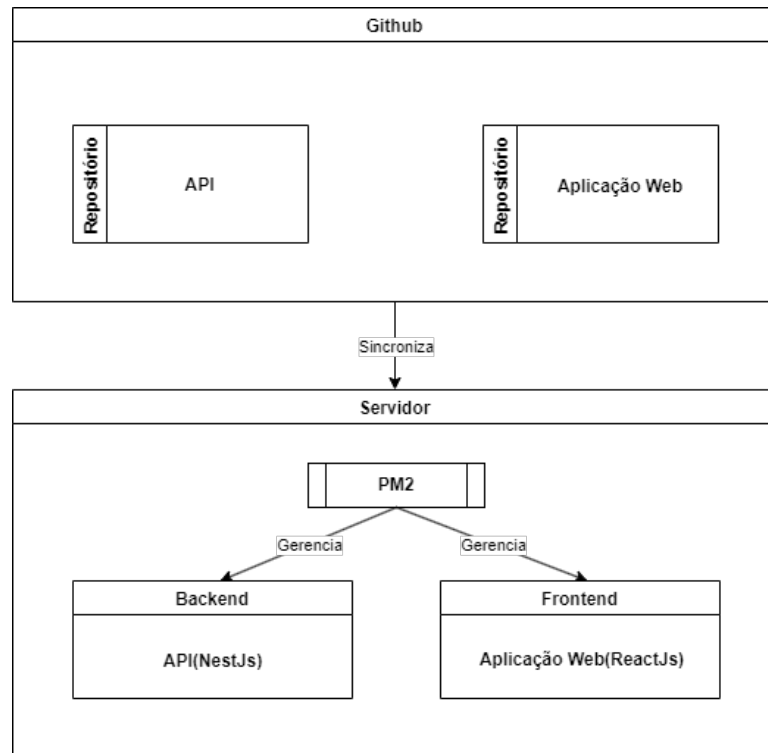 Github
Repositório
API
Repositório
Aplicação Web
Sincroniza
Servidor
PM2
Gerencia
Gerencia
Backend
API(NestJs)
Frontend
Aplicação Web(ReactJs)